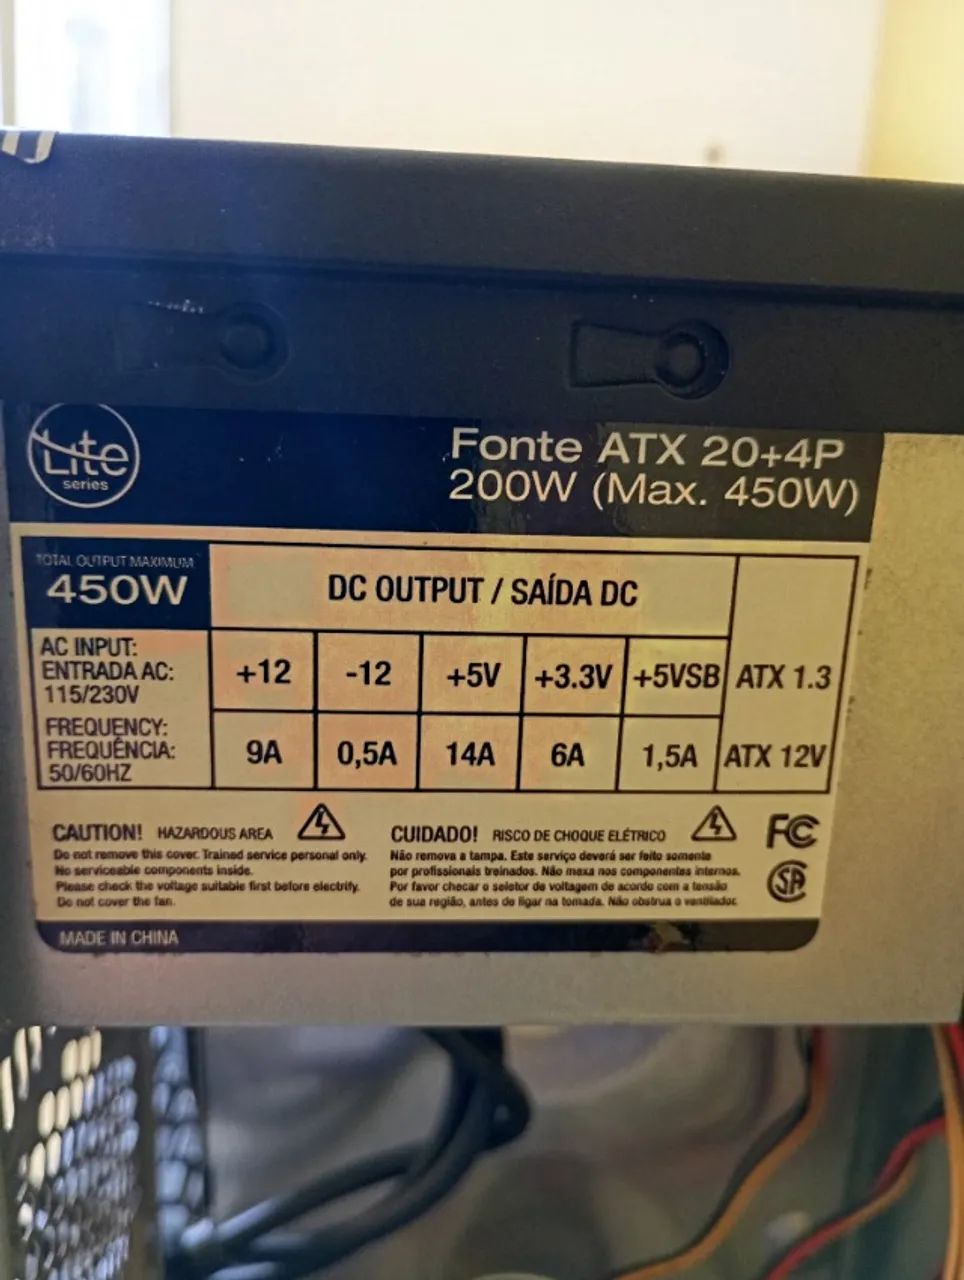 Lite
series
Fonte ATX 20+4P
200W (Max. 450W)
TOTAL OUTPUT MAXIMUM
450W
DC OUTPUT / SAÍDA DC
AC INPUT:
ENTRADA AC:
115/230V
FREQUENCY:
FREQUÊNCIA:
50/60HZ
+12 -12 +5V +3.3V +5VSB ATX 1.3
9A 0,5A 14A 6A 1,5A ATX 12V
CAUTION! HAZARDOUS AREA
Do not remove this cover. Trained service personal only.
No serviceable components inside.
Please check the voltage suitable first before electrify.
Do not cover the fan.
CUIDADO! RISCO DE CHOQUE ELÉTRICO
Não remova a tampa. Este serviço deverá ser feito somente
por profissionais treinados. Não mexa nos componentes internos.
Por favor checar o seletor de voltagem de acordo com a tensão
de sua região, antes de ligar na tomada. Não obstrua o ventilador.
FC
SA
MADE IN CHINA